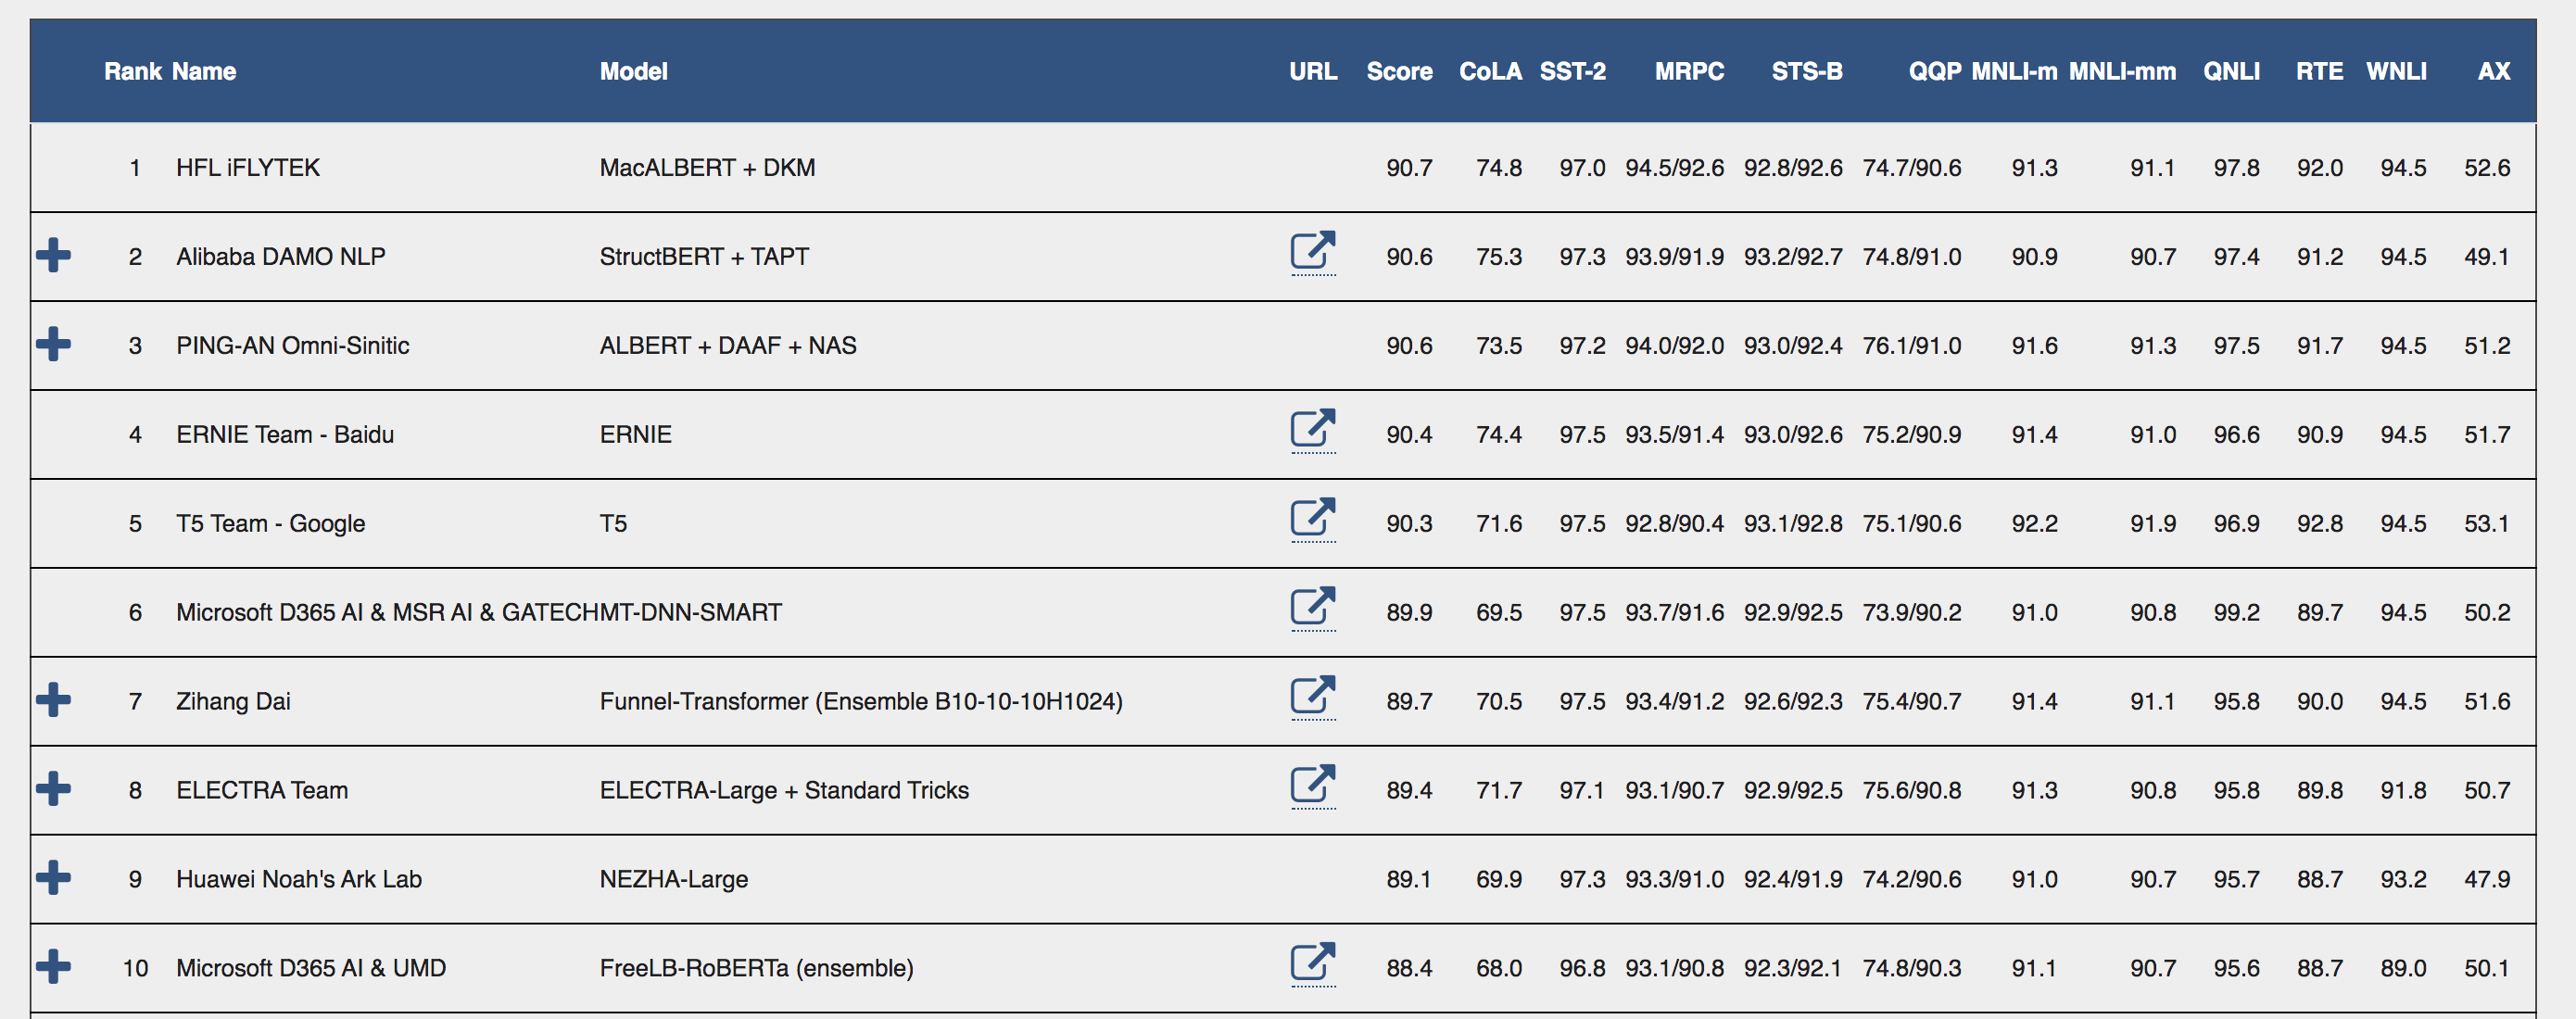 Rank Name Model URL Score CoLA SST-2 MRPC STS-B QQP MNLI-m MNLI-mm QNLI RTE WNLI AX
1 HFL iFLYTEK MacALBERT + DKM 90.7 74.8 97.0 94.5/92.6 92.8/92.6 74.7/90.6 91.3 91.1 97.8 92.0 94.5 52.6
2 Alibaba DAMO NLP StructBERT + TAPT 90.6 75.3 97.3 93.9/91.9 93.2/92.7 74.8/91.0 90.9 90.7 97.4 91.2 94.5 49.1
3 PING-AN Omni-Sinitic ALBERT + DAAF + NAS 90.6 73.5 97.2 94.0/92.0 93.0/92.4 76.1/91.0 91.6 91.3 97.5 91.7 94.5 51.2
4 ERNIE Team - Baidu ERNIE 90.4 74.4 97.5 93.5/91.4 93.0/92.6 75.2/90.9 91.4 91.0 96.6 90.9 94.5 51.7
5 T5 Team - Google T5 90.3 71.6 97.5 92.8/90.4 93.1/92.8 75.1/90.6 92.2 91.9 96.9 92.8 94.5 53.1
6 Microsoft D365 AI & MSR AI & GATECHMT-DNN-SMART 89.9 69.5 97.5 93.7/91.6 92.9/92.5 73.9/90.2 91.0 90.8 99.2 89.7 94.5 50.2
7 Zihang Dai Funnel-Transformer (Ensemble B10-10-10H1024) 89.7 70.5 97.5 93.4/91.2 92.6/92.3 75.4/90.7 91.4 91.1 95.8 90.0 94.5 51.6
8 ELECTRA Team ELECTRA-Large + Standard Tricks 89.4 71.7 97.1 93.1/90.7 92.9/92.5 75.6/90.8 91.3 90.8 95.8 89.8 91.8 50.7
9 Huawei Noah's Ark Lab NEZHA-Large 89.1 69.9 97.3 93.3/91.0 92.4/91.9 74.2/90.6 91.0 90.7 95.7 88.7 93.2 47.9
10 Microsoft D365 AI & UMD FreeLB-RoBERTa (ensemble) 88.4 68.0 96.8 93.1/90.8 92.3/92.1 74.8/90.3 91.1 90.7 95.6 88.7 89.0 50.1